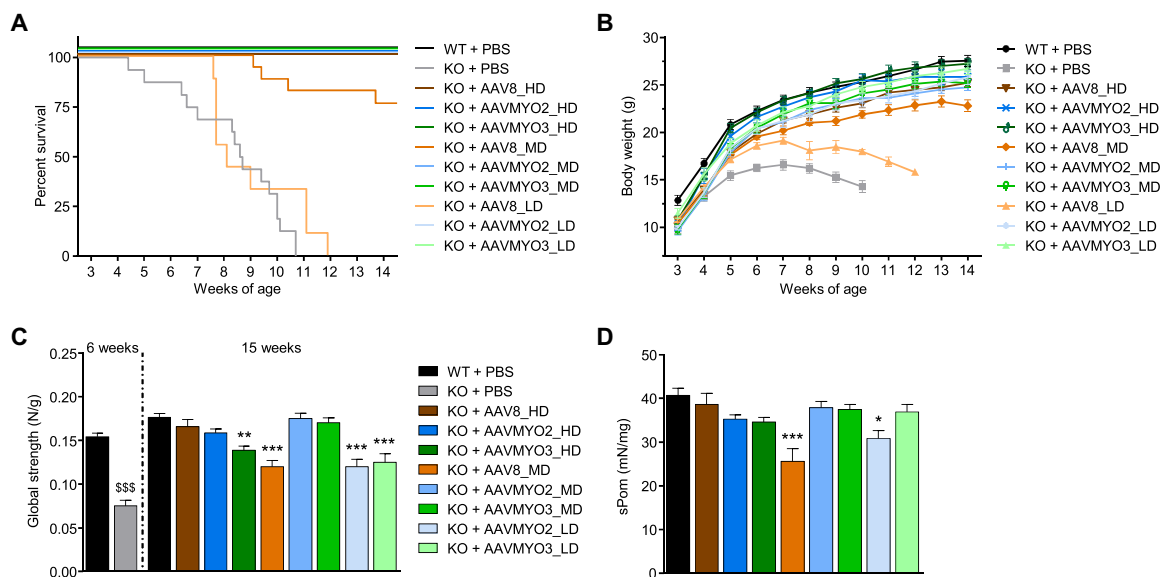 A
100
75
50
25
0
Percent survival
3 4 5 6 7 8 9 10 11 12 13 14
Weeks of age
WT + PBS
KO + PBS
KO + AAV8_HD
KO + AAVMYO2_HD
KO + AAVMYO3_HD
KO + AAV8_MD
KO + AAVMYO2_MD
KO + AAVMYO3_MD
KO + AAV8_LD
KO + AAVMYO2_LD
KO + AAVMYO3_LD
B
30
25
20
15
10
Body weight (g)
3 4 5 6 7 8 9 10 11 12 13 14
Weeks of age
WT + PBS
KO + PBS
KO + AAV8_HD
KO + AAVMYO2_HD
KO + AAVMYO3_HD
KO + AAV8_MD
KO + AAVMYO2_MD
KO + AAVMYO3_MD
KO + AAV8_LD
KO + AAVMYO2_LD
KO + AAVMYO3_LD
C
6 weeks 15 weeks
0.25
0.20
0.15
0.10
0.05
0.00
Global strength (N/g)
$$$ ** *** *** ***
WT + PBS
KO + PBS
KO + AAV8_HD
KO + AAVMYO2_HD
KO + AAVMYO3_HD
KO + AAV8_MD
KO + AAVMYO2_MD
KO + AAVMYO3_MD
KO + AAVMYO2_LD
KO + AAVMYO3_LD
D
50
40
30
20
10
0
sPom (mN/mg)
*** *